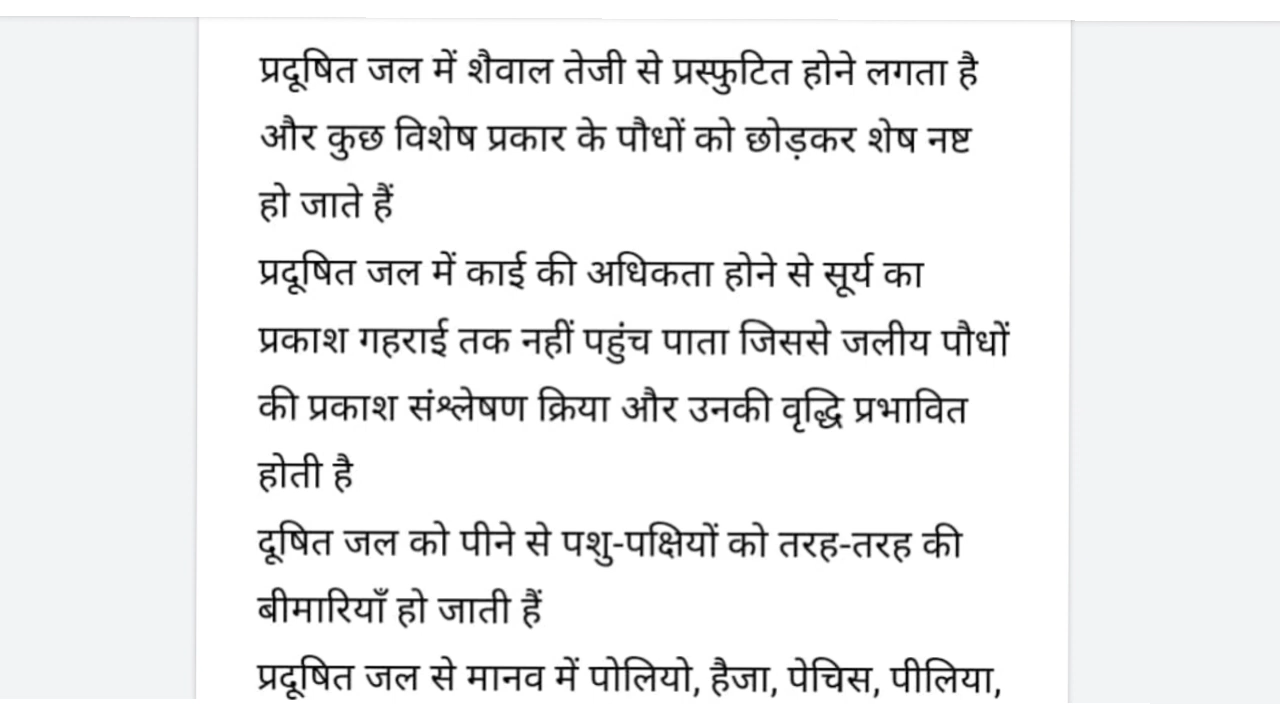 प्रदूषित जल में शैवाल तेजी से प्रस्फुटित होने लगता है
और कुछ विशेष प्रकार के पौधों को छोड़कर शेष नष्ट
हो जाते हैं
प्रदूषित जल में काई की अधिकता होने से सूर्य का
प्रकाश गहराई तक नहीं पहुंच पाता जिससे जलीय पौधों
की प्रकाश संश्लेषण क्रिया और उनकी वृद्धि प्रभावित
होती है
दूषित जल को पीने से पशु-पक्षियों को तरह-तरह की
बीमारियाँ हो जाती हैं
प्रदूषित जल से मानव में पोलियो, हैजा, पेचिस, पीलिया,